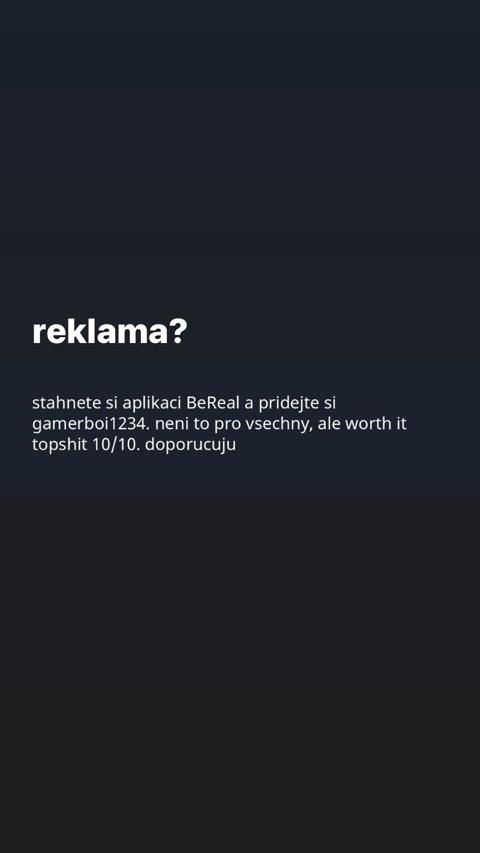 reklama?
stahnete si aplikaci BeReal a pridejte si
gamerboi1234. neni to pro vsechny, ale worth it
topshit 10/10. doporucuju